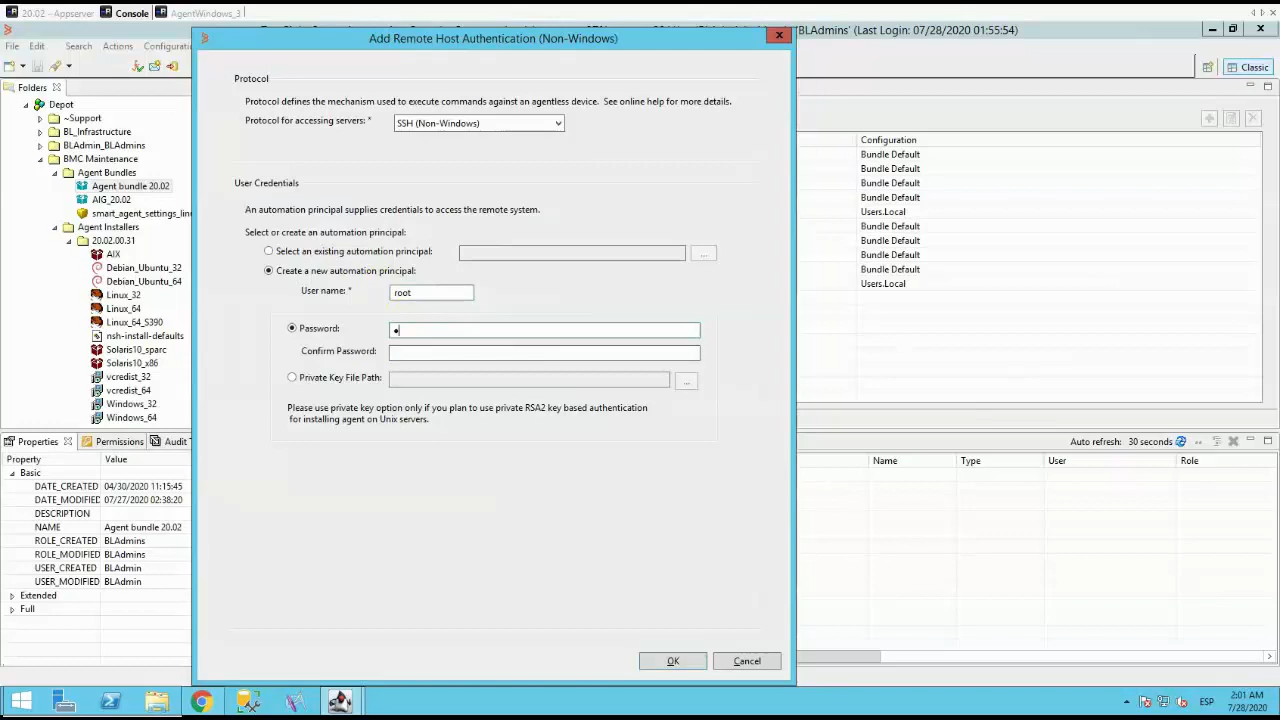 20.02 - Appserver
Console
AgentWindows_3
Add Remote Host Authentication (Non-Windows)
BLAdmins' (Last Login: 07/28/2020 01:55:54)
File Edit Search Actions Configurati
Classic
Folders
Depot
~Support
BL_Infrastructure
BLAdmin_BLAdmins
BMC Maintenance
Agent Bundles
Agent bundle 20.02
AIG_20.02
smart_agent_settings_line
Agent Installers
20.02.00.31
AIX
Debian_Ubuntu_32
Debian_Ubuntu_64
Linux_32
Linux_64
Linux_64_S390
nsh-install-defaults
Solaris10_sparc
Solaris10_x86
vcredist_32
vcredist_64
Windows_32
Windows_64
Protocol
Protocol defines the mechanism used to execute commands against an agentless device. See online help for more details.
Protocol for accessing servers: *
SSH (Non-Windows)
User Credentials
An automation principal supplies credentials to access the remote system.
Select or create an automation principal:
Select an existing automation principal:
...
Create a new automation principal:
User name: *
root
Password:
Confirm Password:
Private Key File Path:
...
Please use private key option only if you plan to use private RSA2 key based authentication
for installing agent on Unix servers.
OK
Cancel
Configuration
Bundle Default
Bundle Default
Bundle Default
Bundle Default
Users.Local
Bundle Default
Bundle Default
Bundle Default
Bundle Default
Users.Local
Properties
Permissions
Audit T
Property Value
Basic
DATE_CREATED 04/30/2020 11:15:45
DATE_MODIFIED 07/27/2020 02:38:20
DESCRIPTION
NAME Agent bundle 20.02
ROLE_CREATED BLAdmins
ROLE_MODIFIED BLAdmins
USER_CREATED BLAdmin
USER_MODIFIED BLAdmin
Extended
Full
Auto refresh: 30 seconds
Name Type User Role
ESP
2:01 AM
7/28/2020